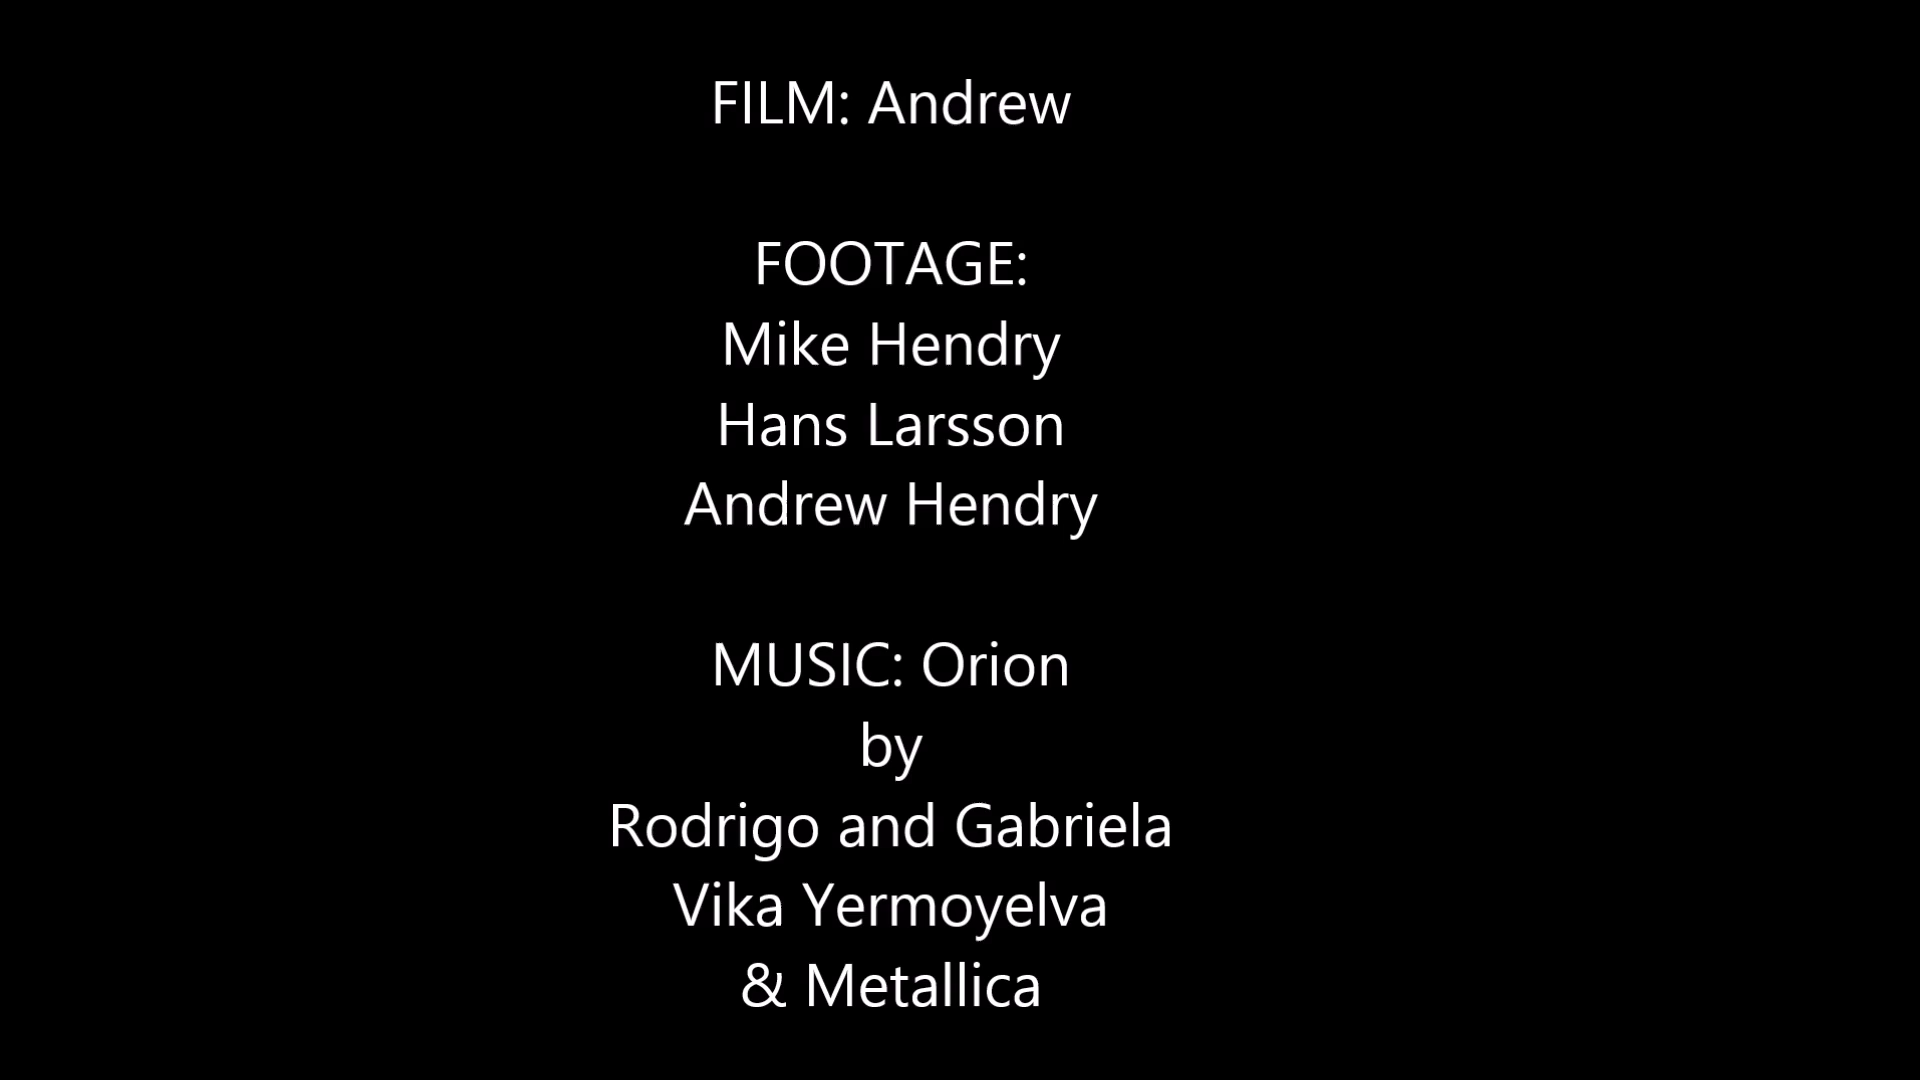 FILM: Andrew
FOOTAGE:
Mike Hendry
Hans Larsson
Andrew Hendry
MUSIC: Orion
by
Rodrigo and Gabriela
Vika Yermoyelva
& Metallica